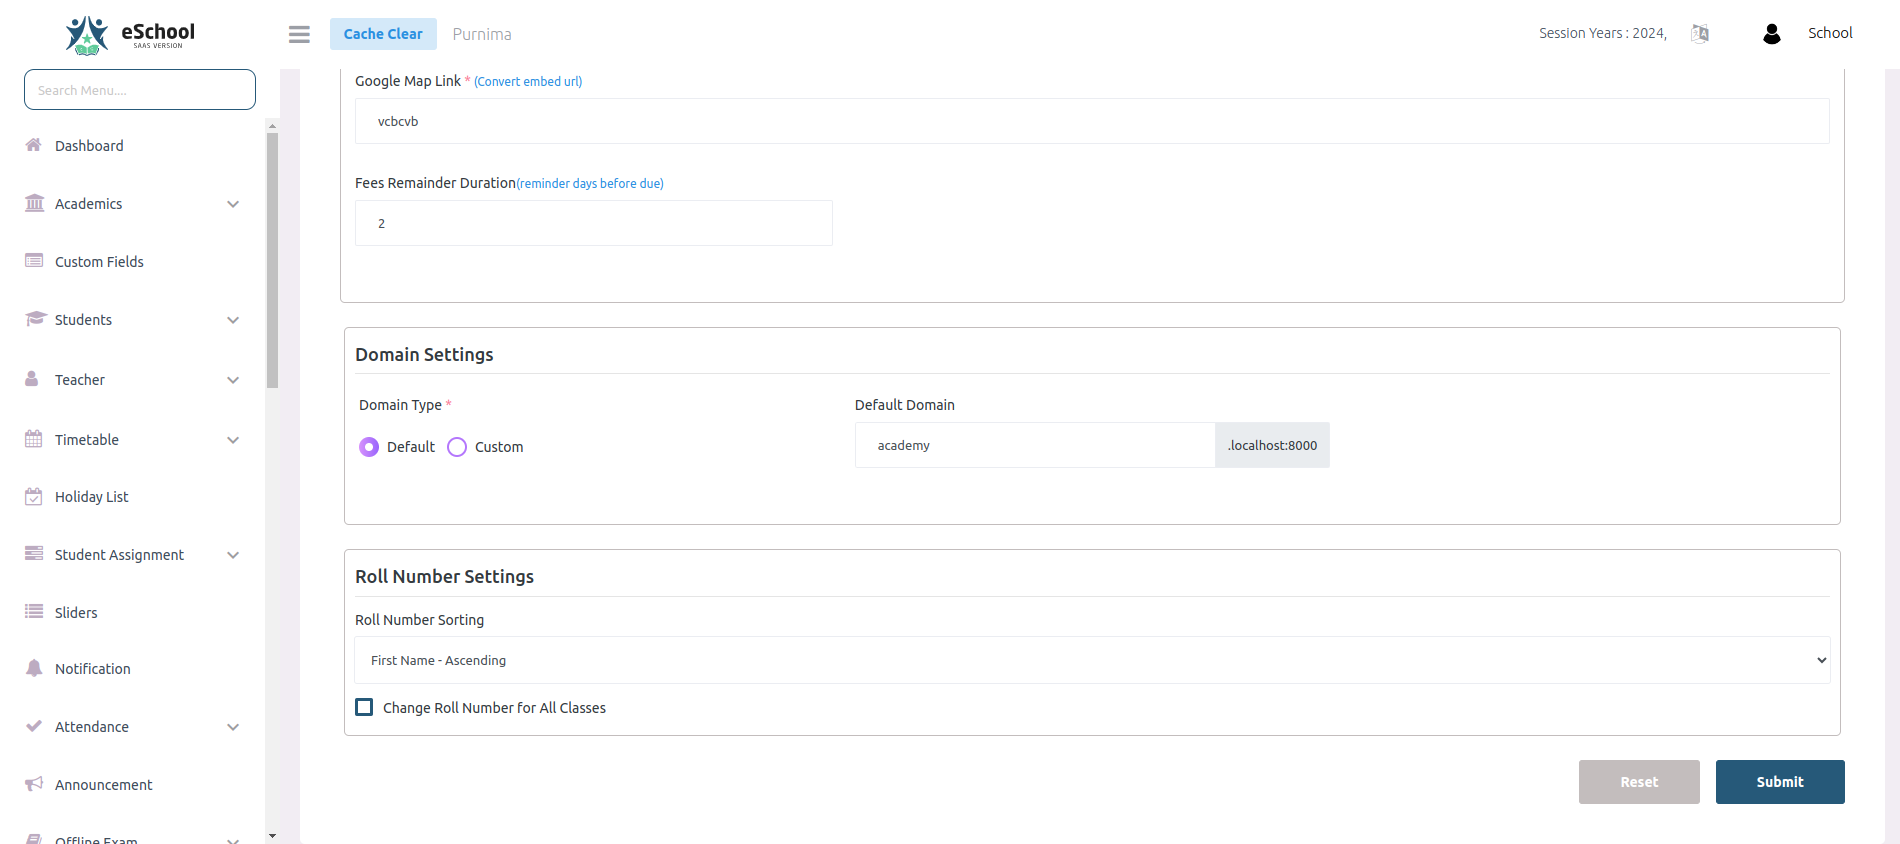 eSchool
SAAS VERSION
Cache Clear
Purnima
Session Years : 2024,
School
Search Menu....
Dashboard
Academics
Custom Fields
Students
Teacher
Timetable
Holiday List
Student Assignment
Sliders
Notification
Attendance
Announcement
Offline Exam
Google Map Link * (Convert embed url)
vcbcvb
Fees Remainder Duration(reminder days before due)
2
Domain Settings
Domain Type *
Default
Custom
Default Domain
academy
.localhost:8000
Roll Number Settings
Roll Number Sorting
First Name - Ascending
Change Roll Number for All Classes
Reset
Submit